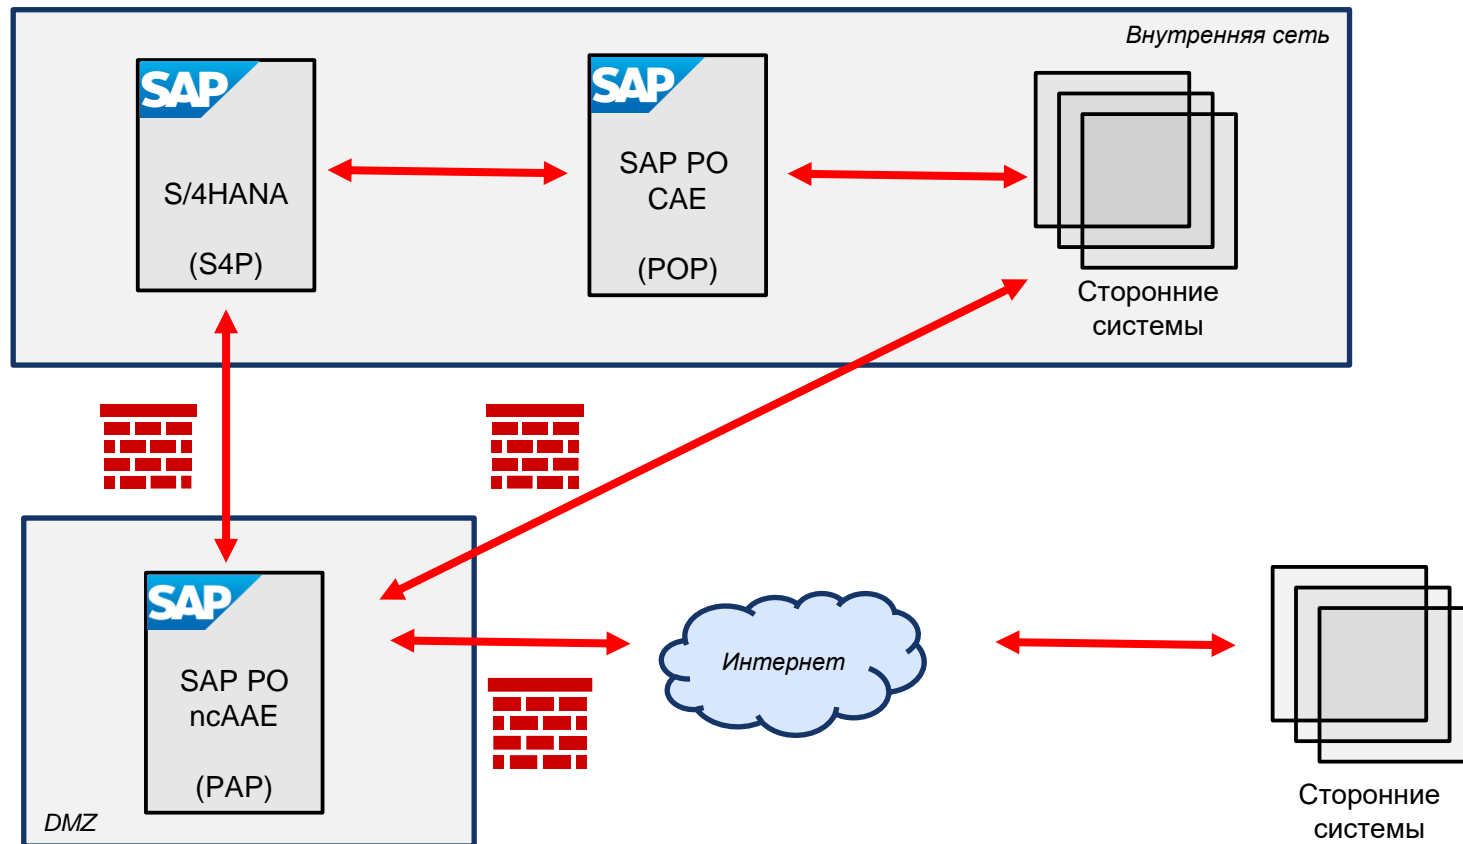 Внутренняя сеть
SAP
S/4HANA
(S4P)
SAP
SAP PO
CAE
(POP)
Сторонние
системы
SAP
SAP PO
ncAAE
(PAP)
DMZ
Интернет
Сторонние
системы